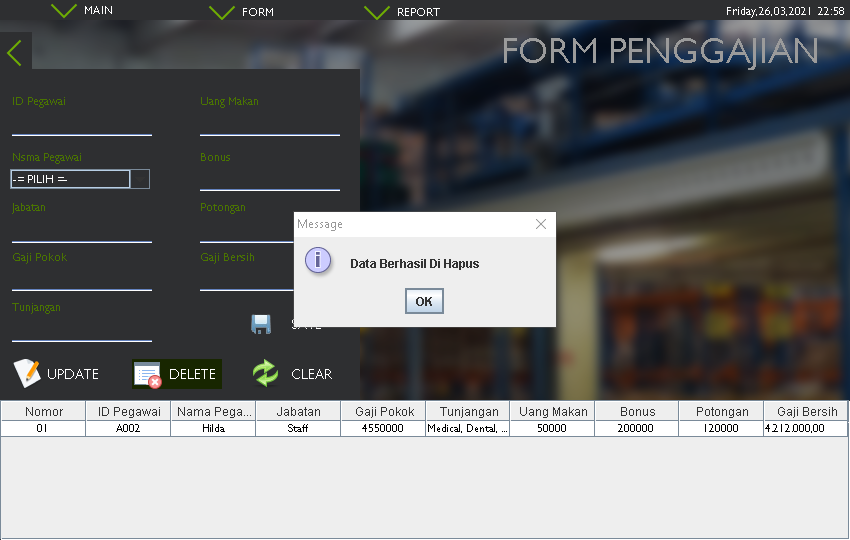 MAIN FORM REPORT Friday,26,03,2021 22:58
FORM PENGGAJIAN
ID Pegawai
Uang Makan
Nsma Pegawai
-= PILIH =-
Bonus
Jabatan
Potongan
Gaji Pokok
Gaji Bersih
Tunjangan
Message
Data Berhasil Di Hapus
OK
UPDATE DELETE CLEAR
Nomor ID Pegawai Nama Pega... Jabatan Gaji Pokok Tunjangan Uang Makan Bonus Potongan Gaji Bersih
01 A002 Hilda Staff 4550000 Medical, Dental, ... 50000 200000 120000 4.212.000,00